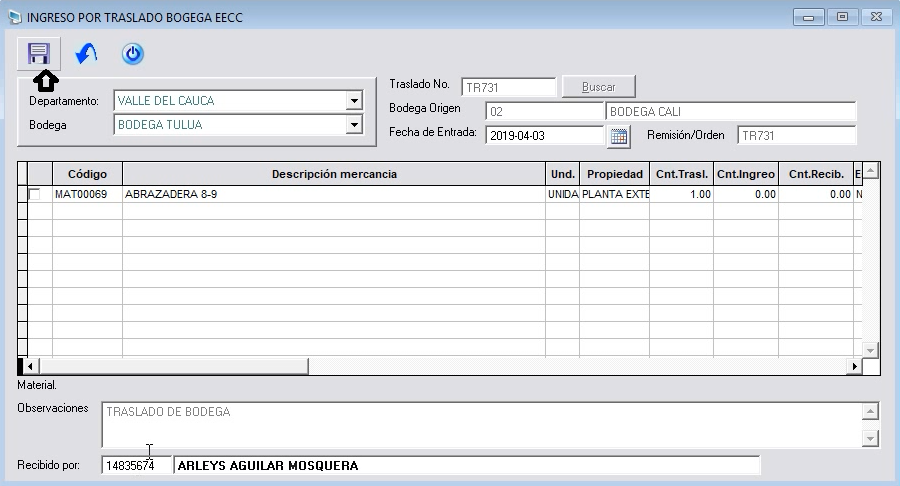 INGRESO POR TRASLADO BOGEGA EECC
Departamento: VALLE DEL CAUCA
Bodega BODEGA TULUA
Traslado No. TR731 Buscar
Bodega Origen 02 BODEGA CALI
Fecha de Entrada: 2019-04-03 Remisión/Orden TR731
Código Descripción mercancia Und. Propiedad Cnt.Trasl. Cnt.Ingreo Cnt.Recib. E
MAT00069 ABRAZADERA 8-9 UNIDA PLANTA EXTE 1.00 0.00 0.00 N
Material.
Observaciones TRASLADO DE BODEGA
Recibido por: 14835674 ARLEYS AGUILAR MOSQUERA